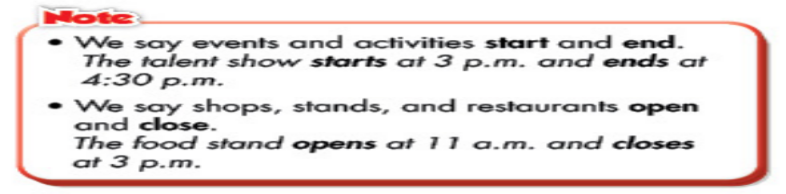 Note
• We say events and activities start and end.
The talent show starts at 3 p.m. and ends at
4:30 p.m.
• We say shops, stands, and restaurants open
and close.
The food stand opens at 11 a.m. and closes
at 3 p.m.